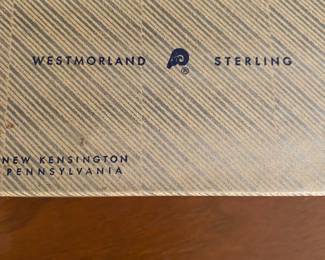 WESTMORLAND ® STERLING
NEW KENSINGTON
PENNSYLVANIA